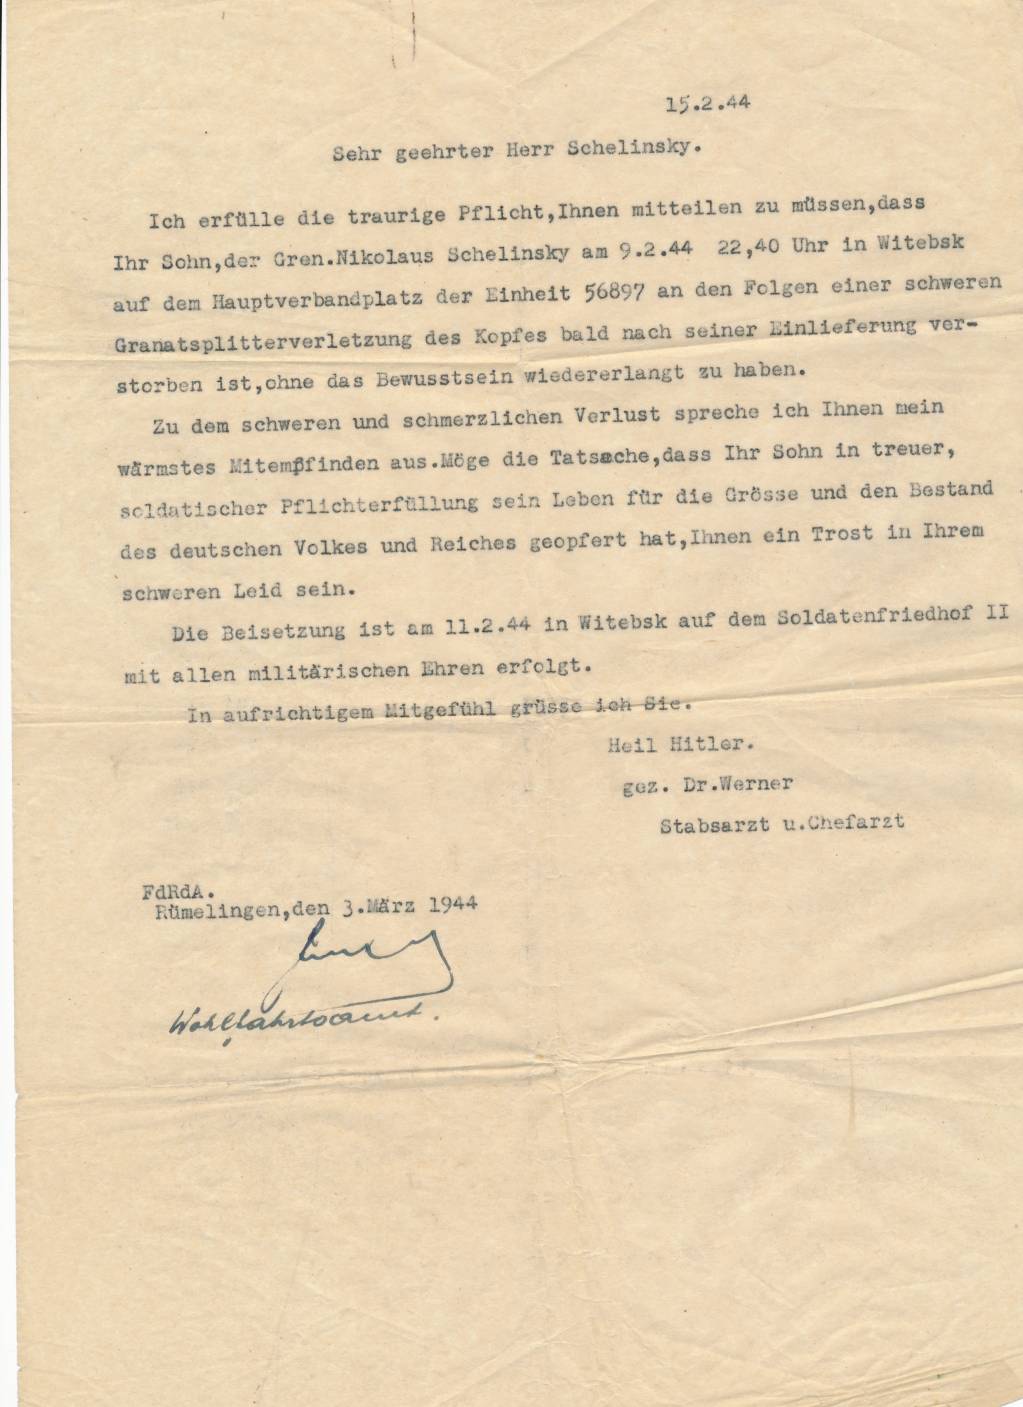 15.2.44
Sehr geehrter Herr Schelinsky.
Ich erfülle die traurige Pflicht,Ihnen mitteilen zu müssen,dass
Ihr Sohn,der Gren.Nikolaus Schelinsky am 9.2.44 22,40 Uhr in Witebsk
auf dem Hauptverbandplatz der Einheit 56897 an den Folgen einer schweren
Granatsplitterverletzung des Kopfes bald nach seiner Einlieferung ver-
storben ist,ohne das Bewusstsein wiedererlangt zu haben.
Zu dem schweren und schmerzlichen Verlust spreche ich Ihnen mein
wärmstes Mitempfinden aus.Möge die Tatsache,dass Ihr Sohn in treuer,
soldatischer Pflichterfüllung sein Leben für die Grösse und den Bestand
des deutschen Volkes und Reiches geopfert hat,Ihnen ein Trost in Ihrem
schweren Leid sein.
Die Beisetzung ist am 11.2.44 in Witebsk auf dem Soldatenfriedhof II
mit allen militärischen Ehren erfolgt.
In aufrichtigem Mitgefühl grüsse ich Sie.
Heil Hitler.
gez. Dr.Werner
Stabsarzt u.Chefarzt
FdRdA.
Rümelingen,den 3.März 1944
Wohlfahrtsamt.